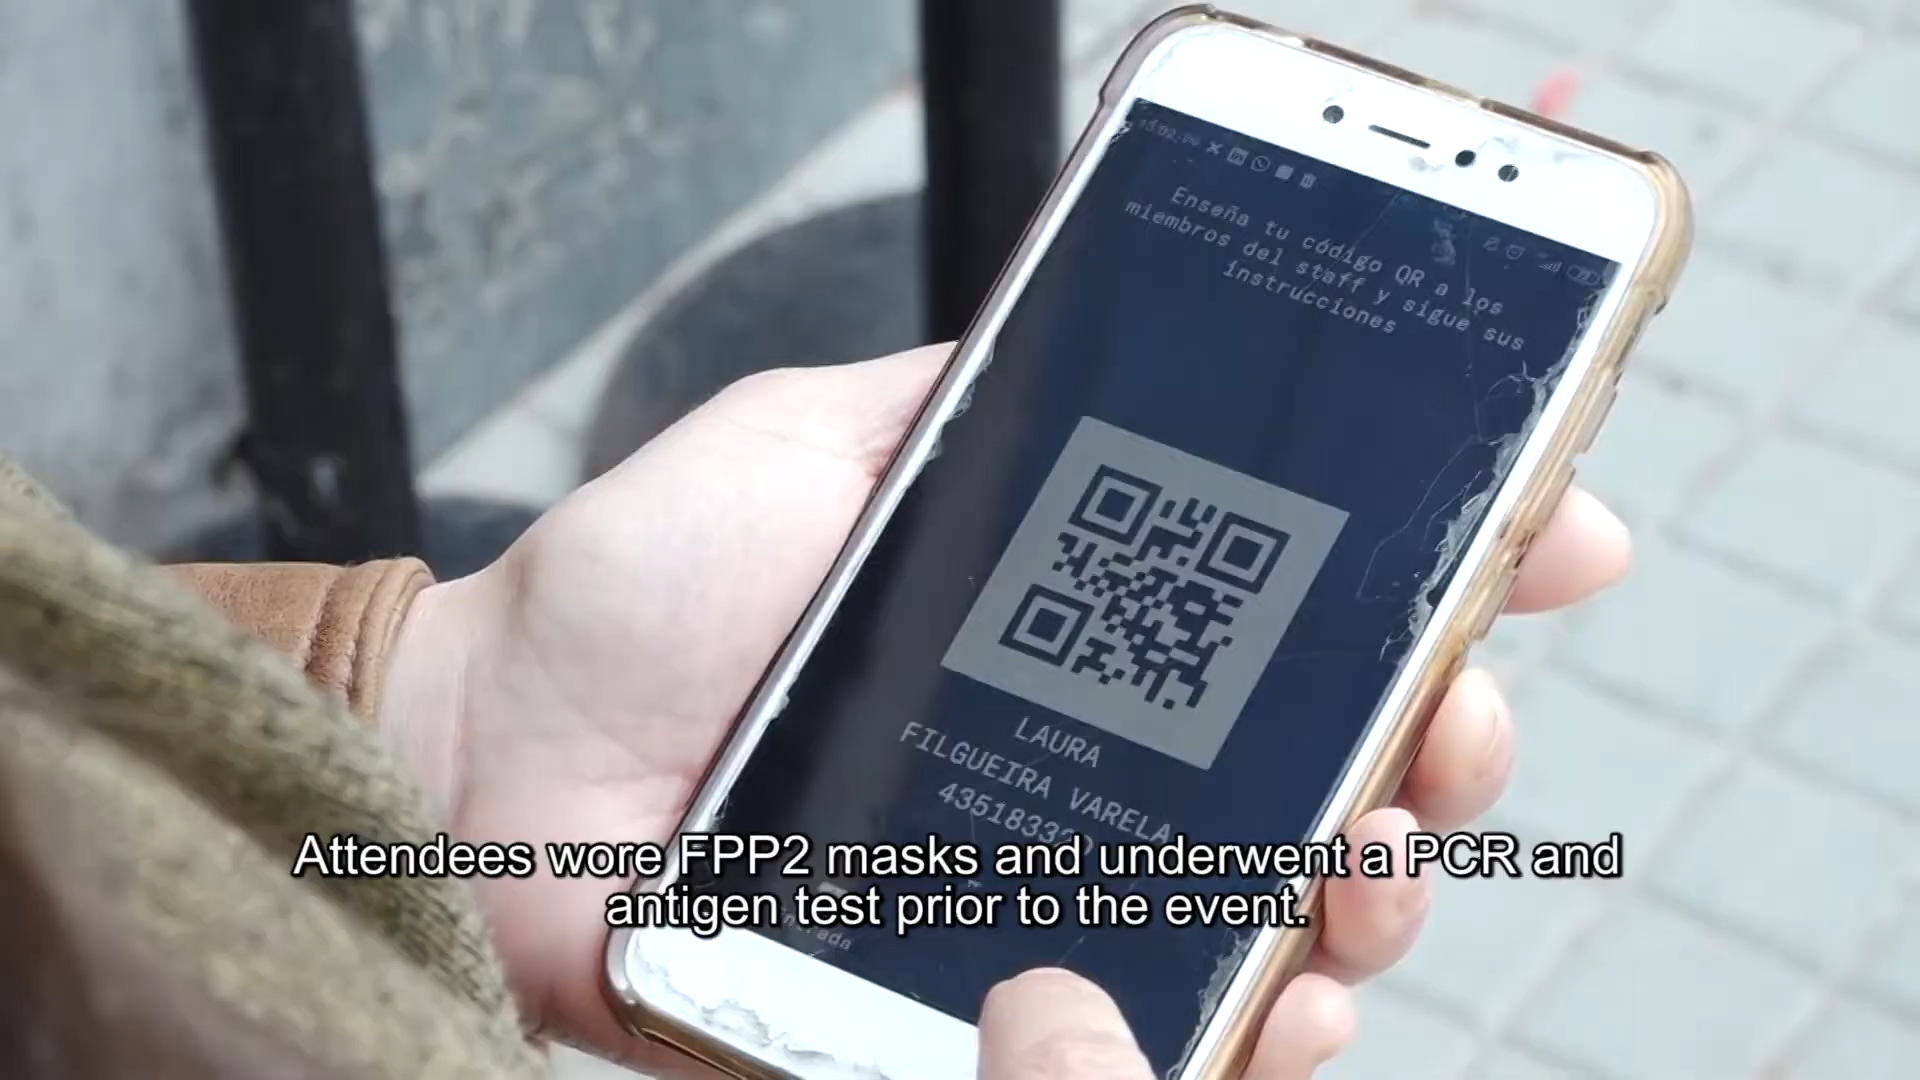 Enseña tu código QR a los
miembros del staff y sigue sus
instrucciones
LAURA
FILGUEIRA VARELA
Attendees wore FPP2 masks and underwent a PCR and
antigen test prior to the event.